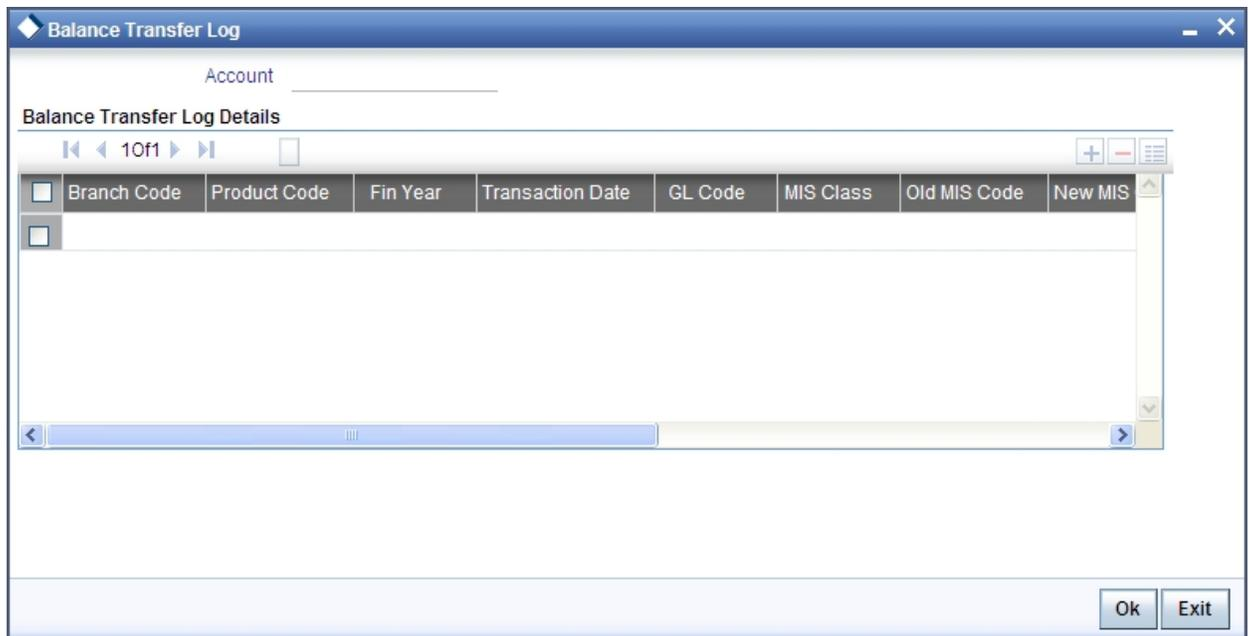 Balance Transfer Log
Account
Balance Transfer Log Details
1Of1
Branch Code Product Code Fin Year Transaction Date GL Code MIS Class Old MIS Code New MIS
Ok Exit